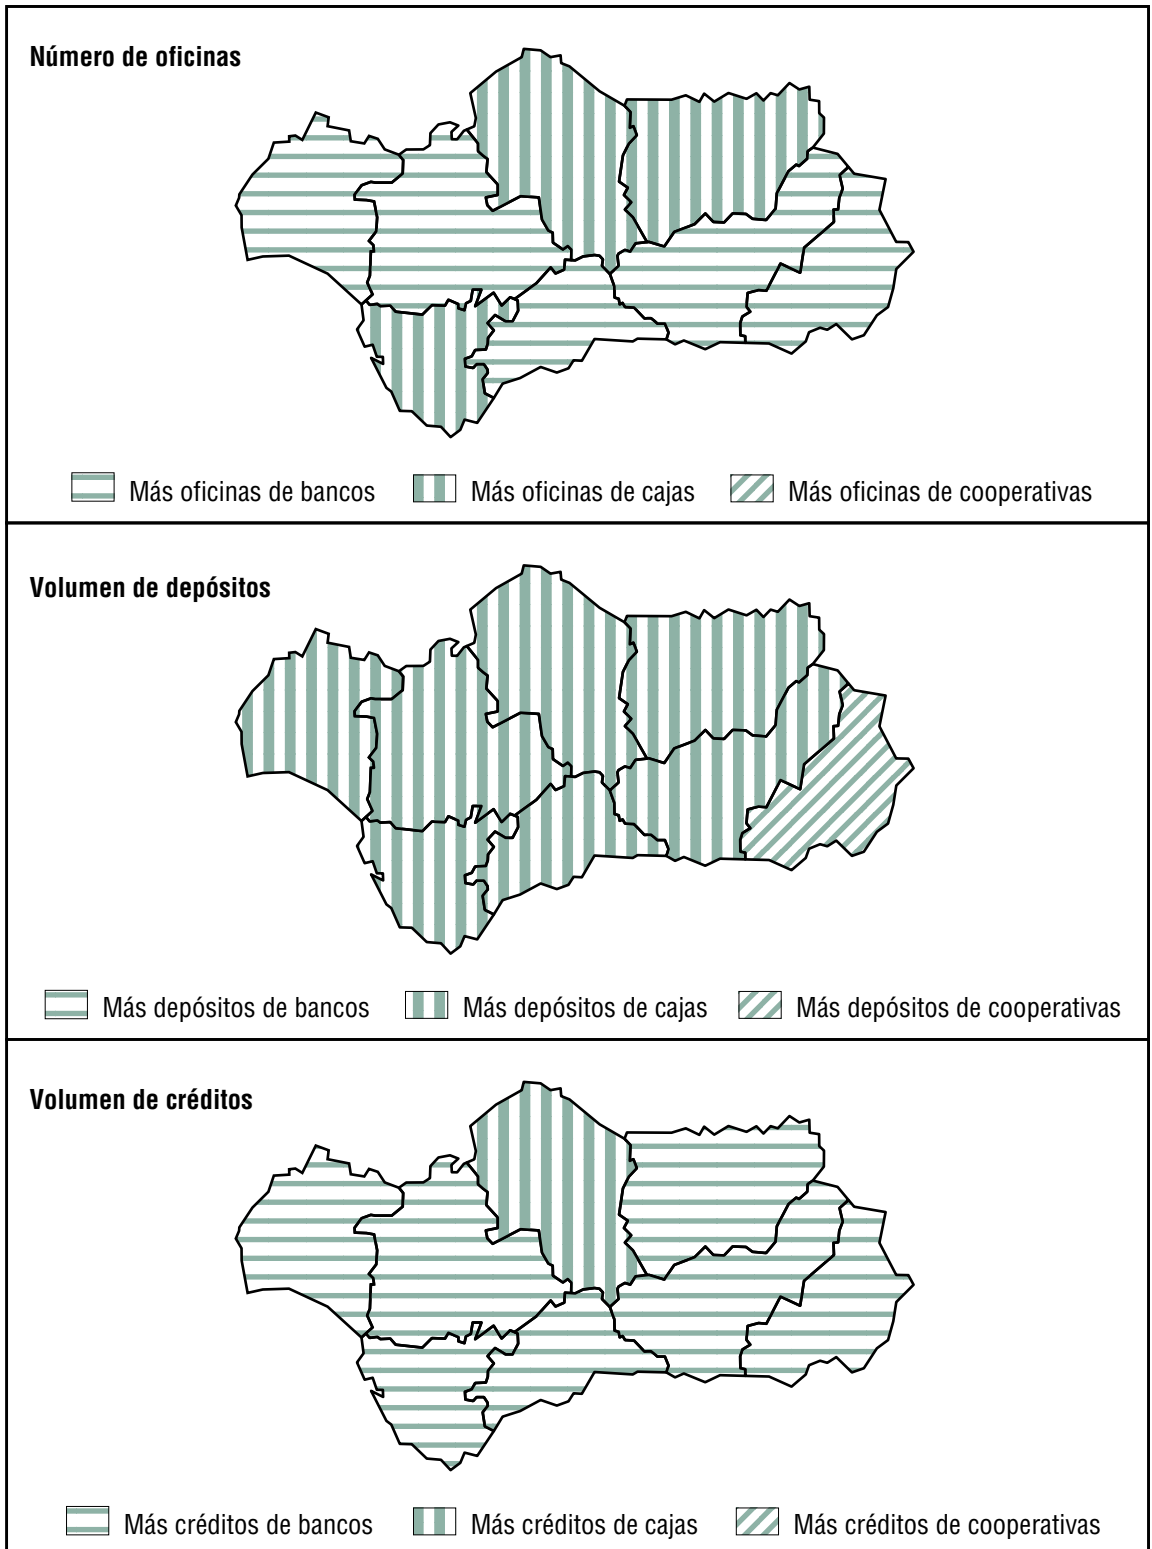 Número de oficinas
Más oficinas de bancos Más oficinas de cajas Más oficinas de cooperativas
Volumen de depósitos
Más depósitos de bancos Más depósitos de cajas Más depósitos de cooperativas
Volumen de créditos
Más créditos de bancos Más créditos de cajas Más créditos de cooperativas